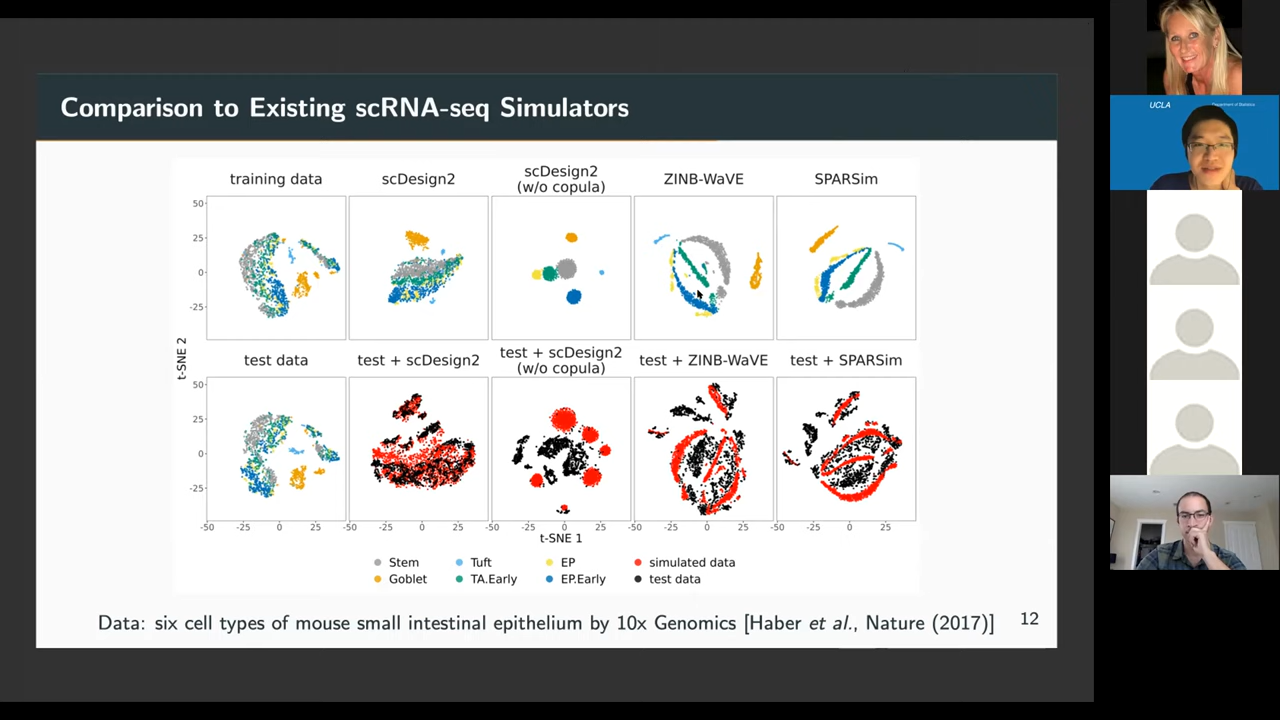 Comparison to Existing scRNA-seq Simulators
training data
scDesign2
scDesign2
(w/o copula)
ZINB-WaVE
SPARSim
50
25
0
-25
t-SNE 2
test data
test + scDesign2
test + scDesign2
(w/o copula)
test + ZINB-WaVE
test + SPARSim
50
25
0
-25
-50 -25 0 25 -50 -25 0 25 -50 -25 0 25 -50 -25 0 25 -50 -25 0 25
t-SNE 1
Stem Tuft EP simulated data
Goblet TA.Early EP.Early test data
Data: six cell types of mouse small intestinal epithelium by 10x Genomics [Haber et al., Nature (2017)]
12
UCLA
Department of Statistics